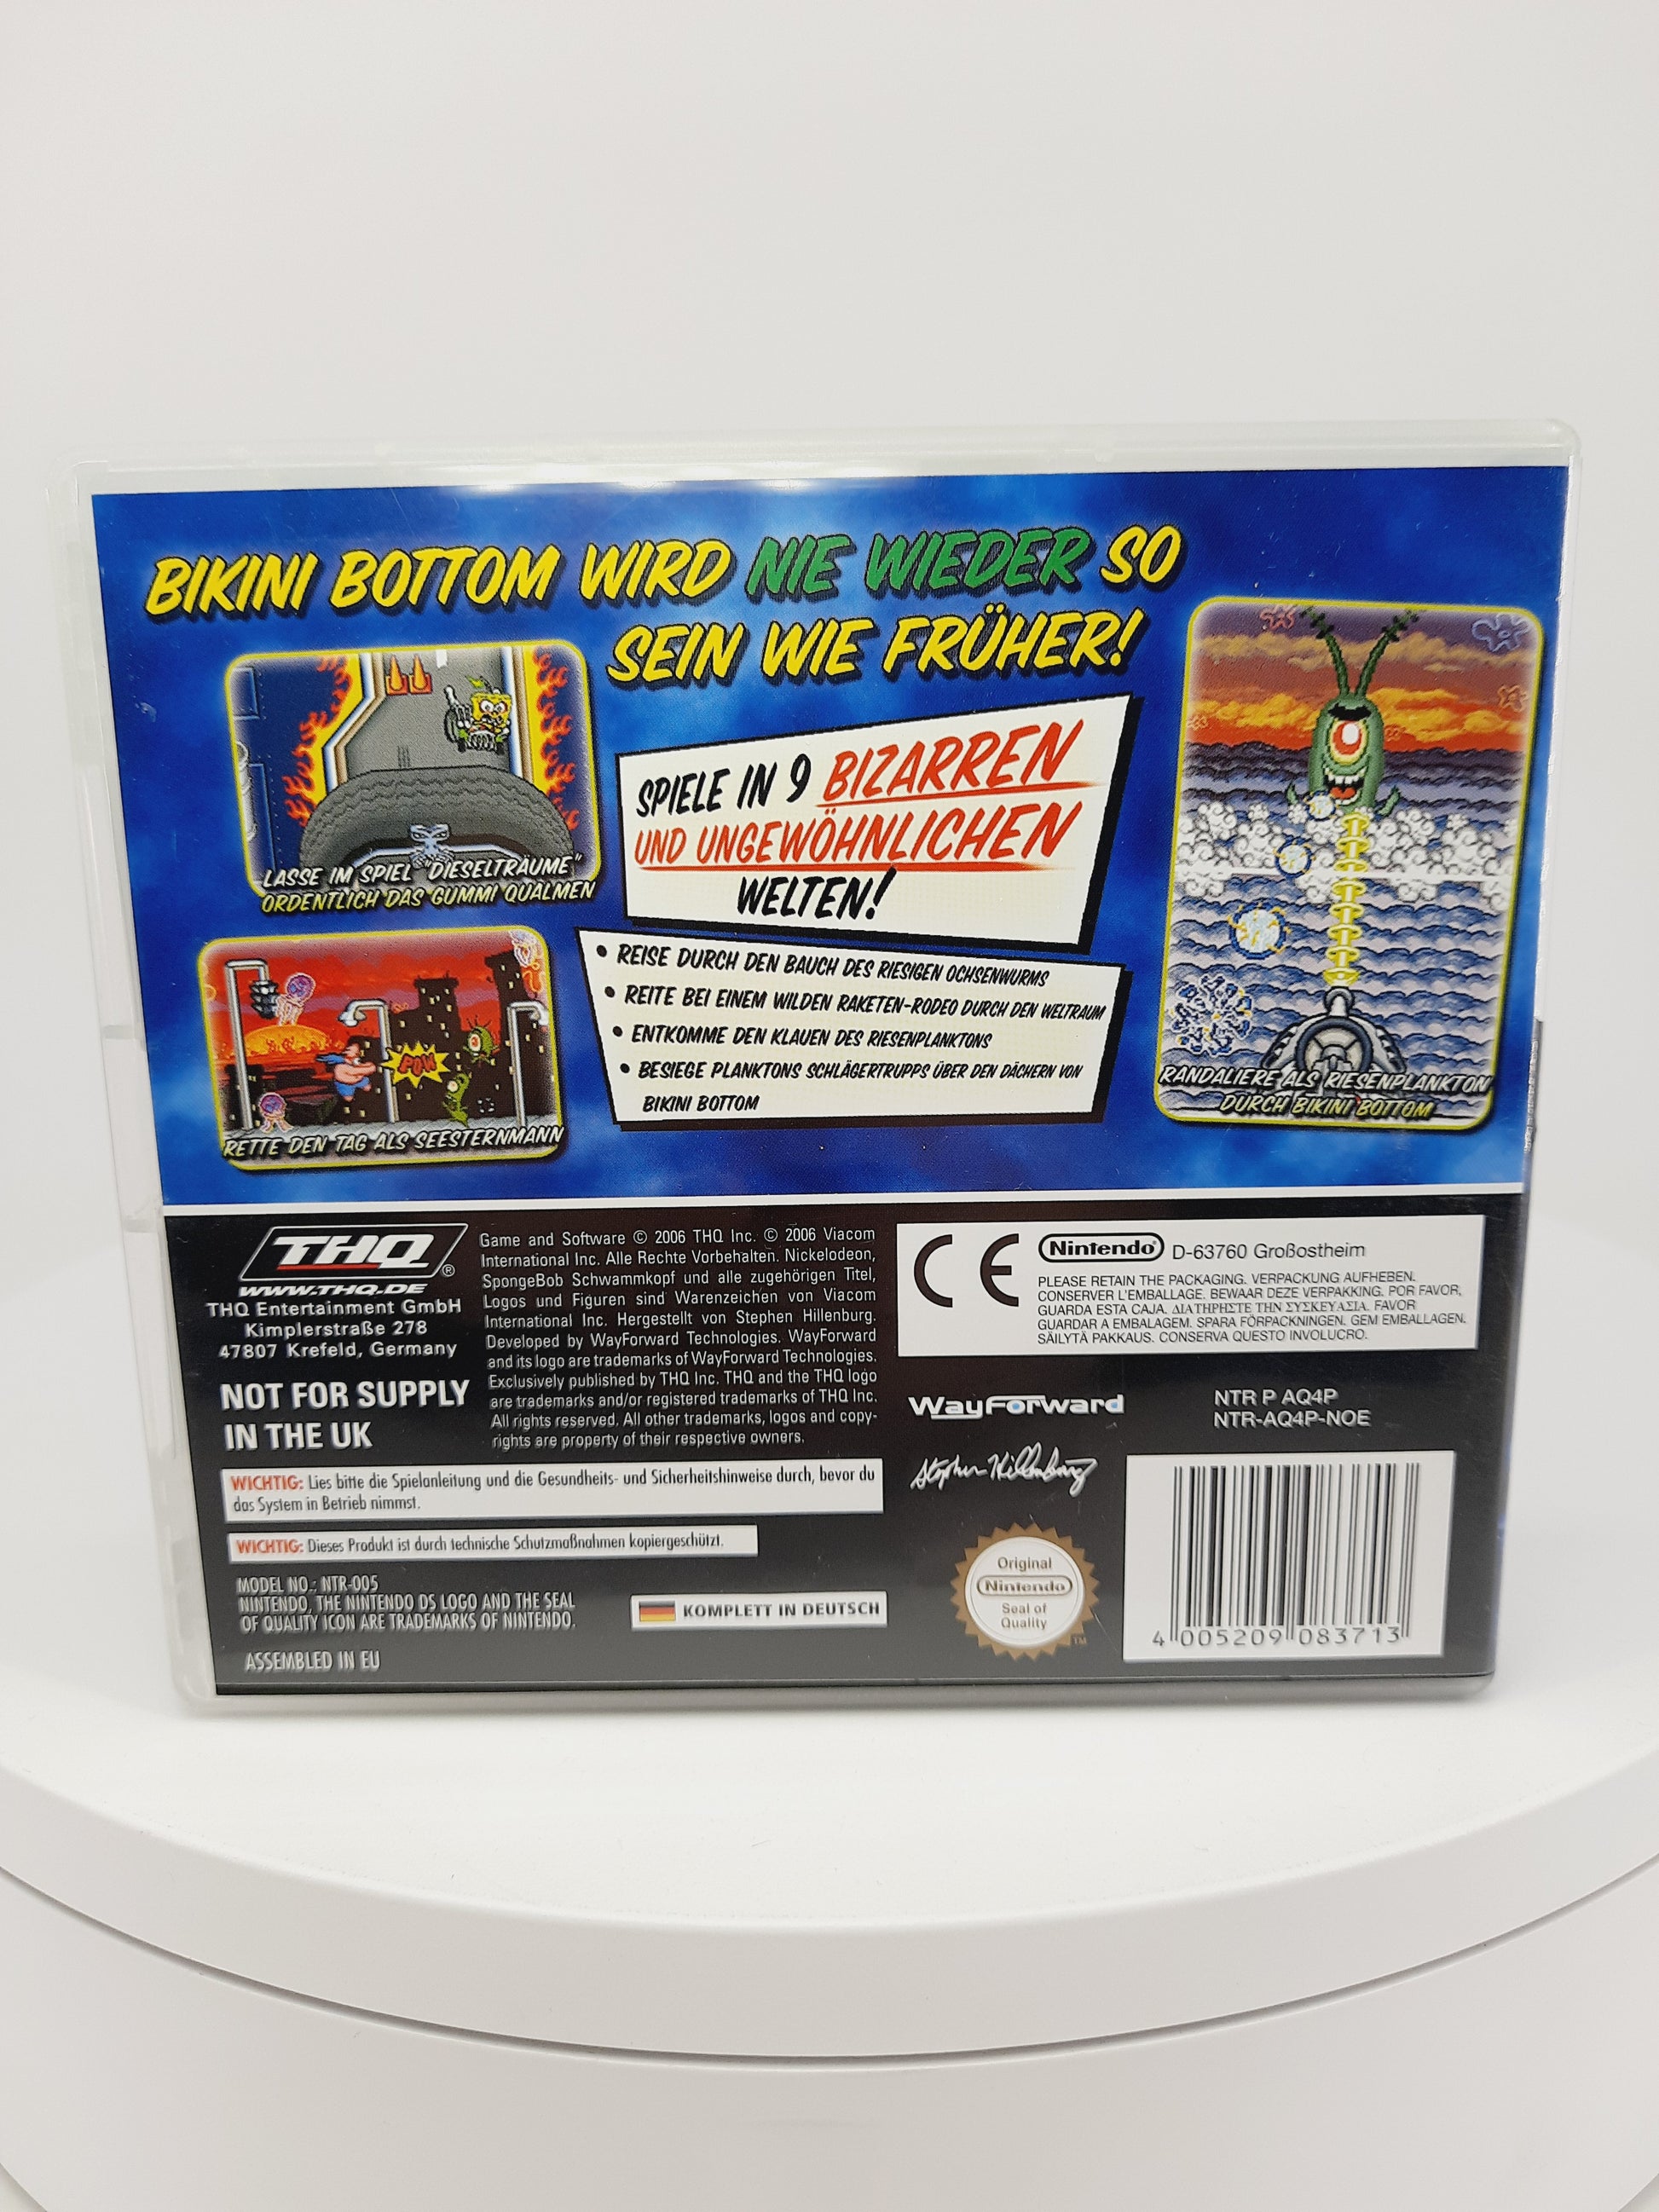 BIKINI BOTTOM WIRD NIE WIEDER SO
SEIN WIE FRÜHER!
LASSE IM SPIEL "DIESELTRÄUME"
ORDENTLICH DAS GUMMI QUALMEN
SPIELE IN 9 BIZARREN
UND UNGEWÖHNLICHEN
WELTEN!
• REISE DURCH DEN BAUCH DES RIESIGEN OCHSENWURMS
• REITE BEI EINEM WILDEN RAKETEN-RODEO DURCH DEN WELTRAUM
• ENTKOMME DEN KLAUEN DES RIESENPLANKTONS
• BESIEGE PLANKTONS SCHLÄGERTRUPPS ÜBER DEN DÄCHERN VON
BIKINI BOTTOM
POW
RETTE DEN TAG ALS SEESTERNMANN
RANDALIERE ALS RIESENPLANKTON
DURCH BIKINI BOTTOM
THQ®
WWW.THQ.DE
THQ Entertainment GmbH
Kimplerstraße 278
47807 Krefeld, Germany
NOT FOR SUPPLY
IN THE UK
Game and Software © 2006 THQ Inc. © 2006 Viacom
International Inc. Alle Rechte Vorbehalten. Nickelodeon,
SpongeBob Schwammkopf und alle zugehörigen Titel,
Logos und Figuren sind Warenzeichen von Viacom
International Inc. Hergestellt von Stephen Hillenburg.
Developed by WayForward Technologies. WayForward
and its logo are trademarks of WayForward Technologies.
Exclusively published by THQ Inc. THQ and the THQ logo
are trademarks and/or registered trademarks of THQ Inc.
All rights reserved. All other trademarks, logos and copy-
rights are property of their respective owners.
CE
Nintendo® D-63760 Großostheim
PLEASE RETAIN THE PACKAGING. VERPACKUNG AUFHEBEN.
CONSERVER L'EMBALLAGE. BEWAAR DEZE VERPAKKING. POR FAVOR,
GUARDA ESTA CAJA. ΔΙΑΤΗΡΗΣΤΕ ΤΗΝ ΣΥΣΚΕΥΑΣΙΑ. FAVOR
GUARDAR A EMBALAGEM. SPARA FÖRPACKNINGEN. GEM EMBALLAGEN.
SÄILYTÄ PAKKAUS. CONSERVA QUESTO INVOLUCRO.
WayForward
NTR P AQ4P
NTR-AQ4P-NOE
Stephen Hillenburg
WICHTIG: Lies bitte die Spielanleitung und die Gesundheits- und Sicherheitshinweise durch, bevor du
das System in Betrieb nimmst.
WICHTIG: Dieses Produkt ist durch technische Schutzmaßnahmen kopiergeschützt.
MODEL NO.: NTR-005
NINTENDO, THE NINTENDO DS LOGO AND THE SEAL
OF QUALITY ICON ARE TRADEMARKS OF NINTENDO.
ASSEMBLED IN EU
KOMPLETT IN DEUTSCH
Original
Nintendo
Seal of
Quality
TM
4 005209 083713